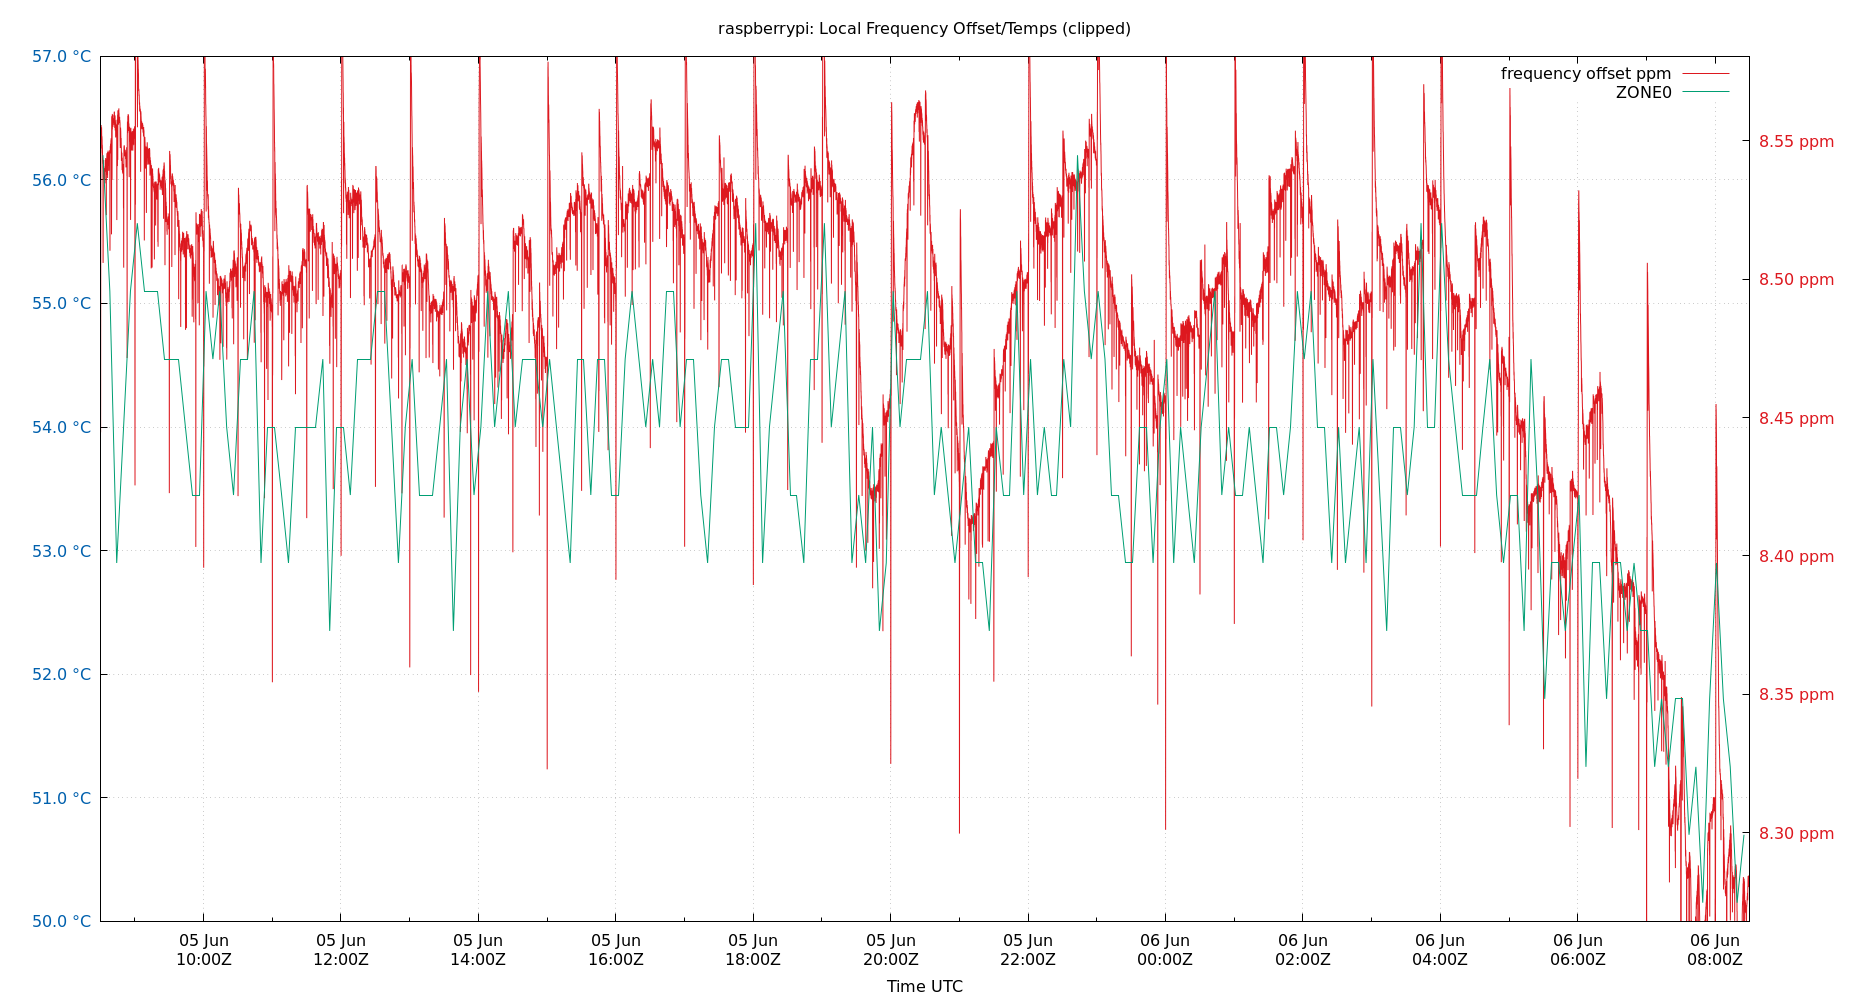 raspberrypi: Local Frequency Offset/Temps (clipped)
frequency offset ppm
ZONE0
57.0 °C
56.0 °C
55.0 °C
54.0 °C
53.0 °C
52.0 °C
51.0 °C
50.0 °C
8.55 ppm
8.50 ppm
8.45 ppm
8.40 ppm
8.35 ppm
8.30 ppm
05 Jun 05 Jun 05 Jun 05 Jun 05 Jun 05 Jun 05 Jun 06 Jun 06 Jun 06 Jun 06 Jun 06 Jun
10:00Z 12:00Z 14:00Z 16:00Z 18:00Z 20:00Z 22:00Z 00:00Z 02:00Z 04:00Z 06:00Z 08:00Z
Time UTC